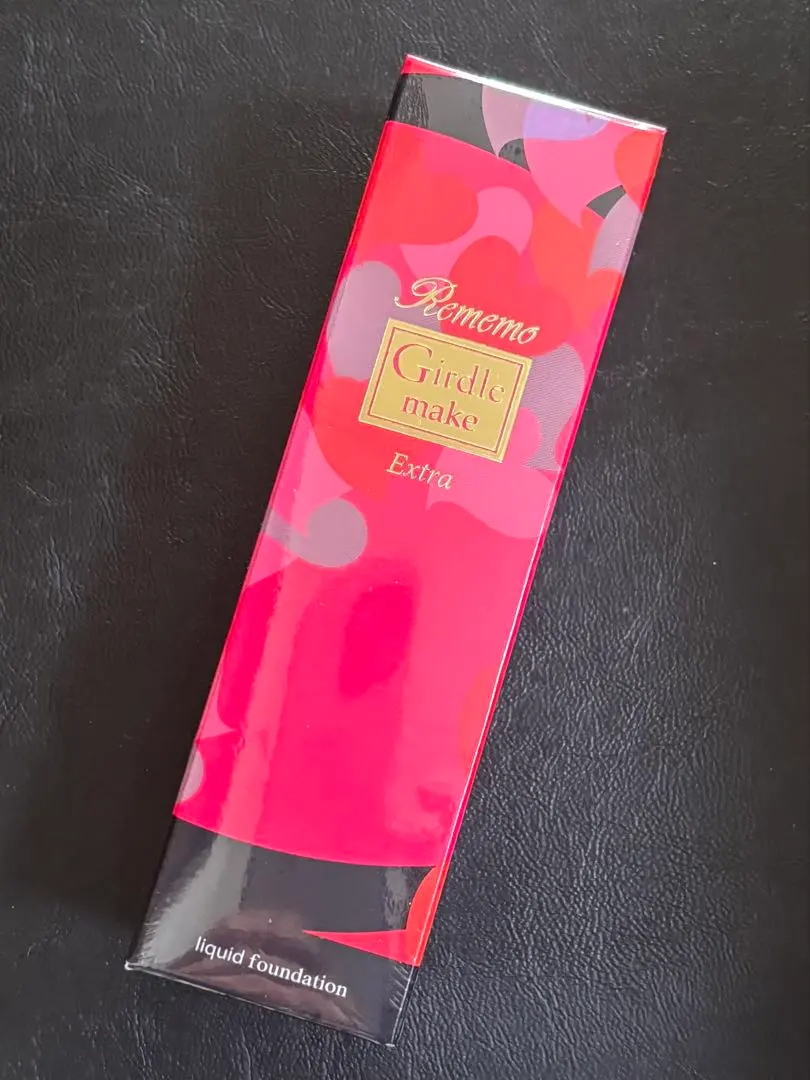 Rememo
Girdle
make
Extra
liquid foundation